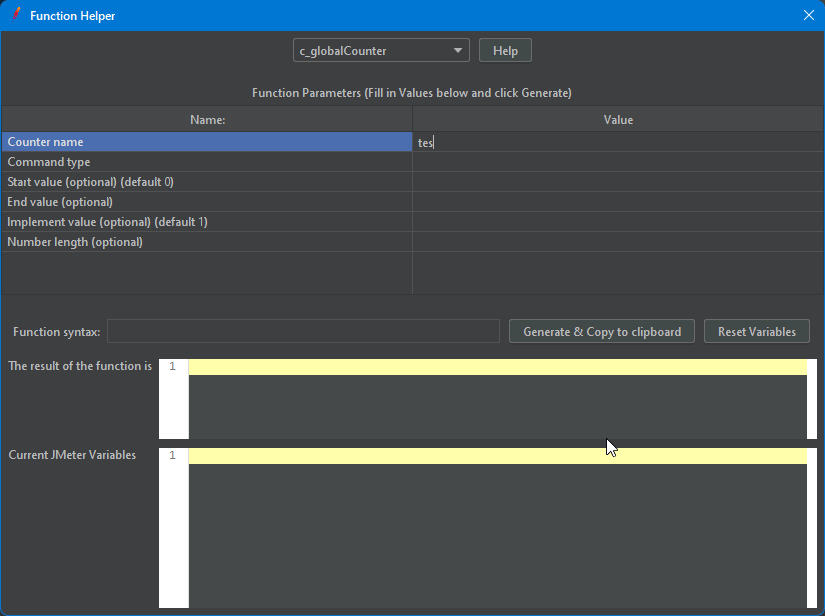 Function Helper
c_globalCounter Help
Function Parameters (Fill in Values below and click Generate)
Name: Value
Counter name tes
Command type
Start value (optional) (default 0)
End value (optional)
Implement value (optional) (default 1)
Number length (optional)
Function syntax: Generate & Copy to clipboard Reset Variables
The result of the function is 1
Current JMeter Variables 1